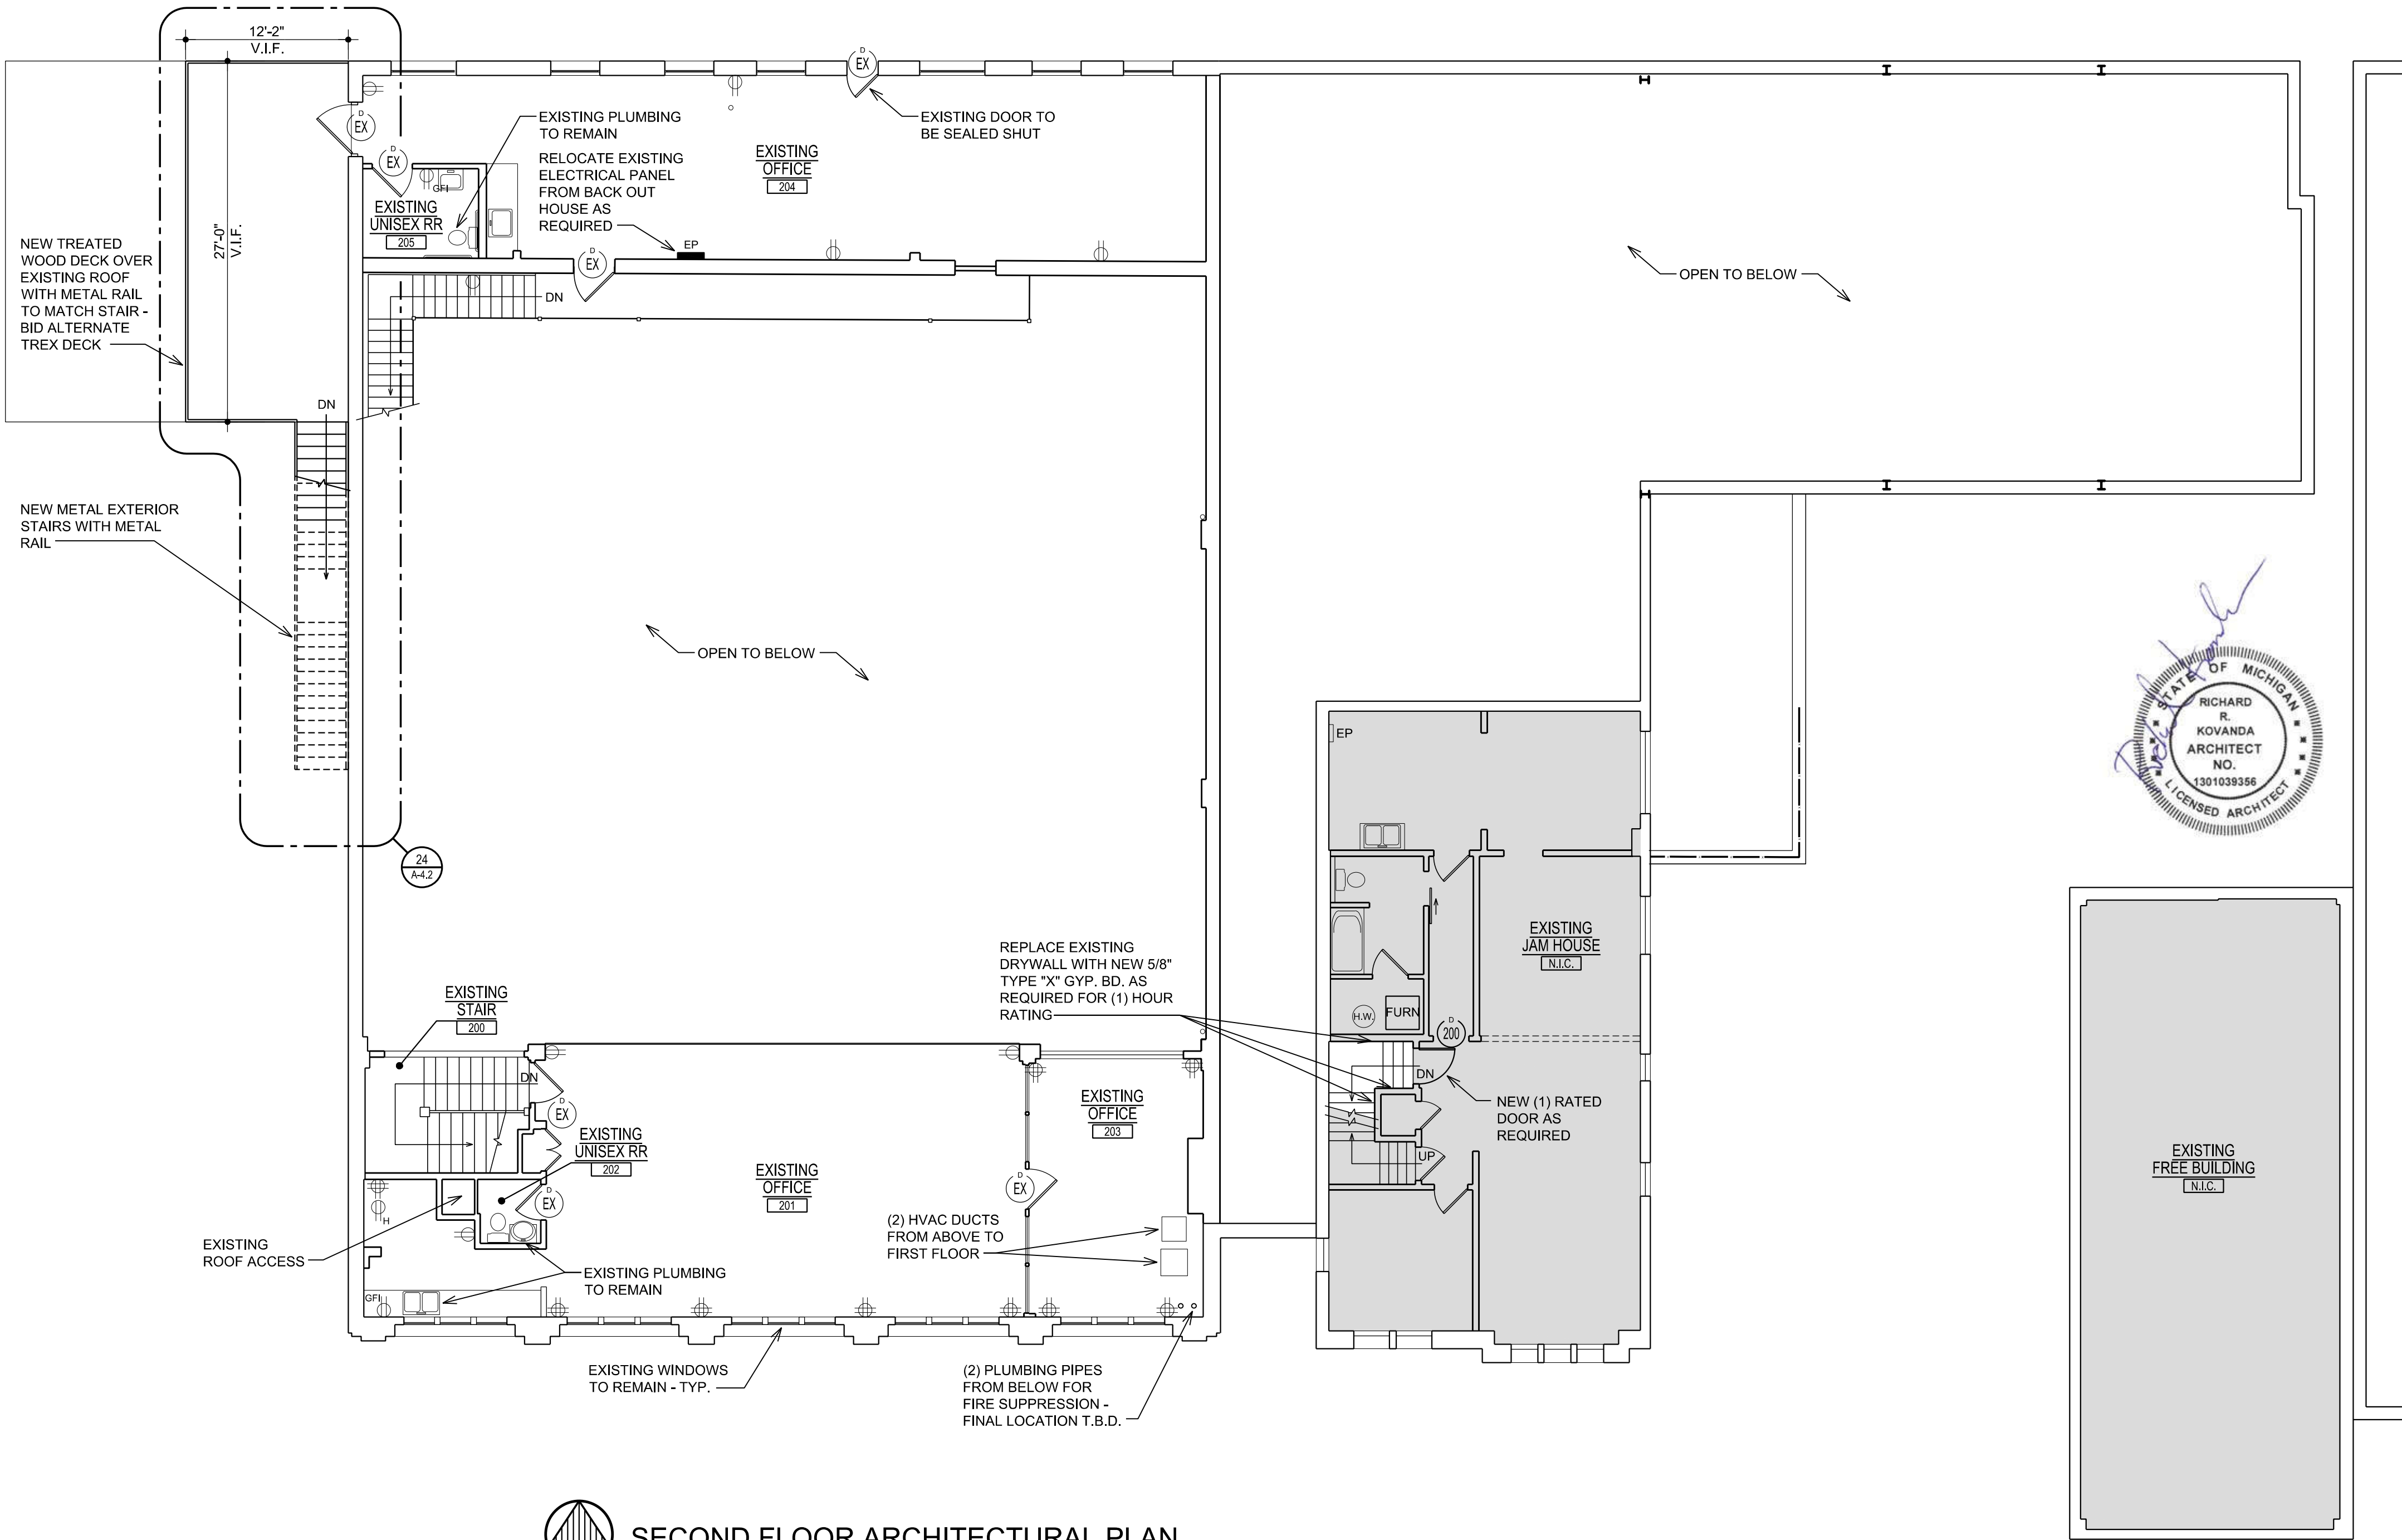 12'-2"
V.I.F.
27'-0"
V.I.F.
D
EX
D
EX
D
EX
EXISTING PLUMBING
TO REMAIN
EXISTING DOOR TO
BE SEALED SHUT
RELOCATE EXISTING
ELECTRICAL PANEL
FROM BACK OUT
HOUSE AS
REQUIRED
EXISTING
OFFICE
204
GFI
EXISTING
UNISEX RR
205
EP
D
EX
DN
NEW TREATED
WOOD DECK OVER
EXISTING ROOF
WITH METAL RAIL
TO MATCH STAIR -
BID ALTERNATE
TREX DECK
DN
OPEN TO BELOW
NEW METAL EXTERIOR
STAIRS WITH METAL
RAIL
OPEN TO BELOW
24
A-4.2
STATE OF MICHIGAN
RICHARD
R.
KOVANDA
ARCHITECT
NO.
1301039356
LICENSED ARCHITECT
EP
EXISTING
JAM HOUSE
N.I.C.
H.W.
FURN
D
200
DN
UP
REPLACE EXISTING
DRYWALL WITH NEW 5/8"
TYPE "X" GYP. BD. AS
REQUIRED FOR (1) HOUR
RATING
NEW (1) RATED
DOOR AS
REQUIRED
EXISTING
STAIR
200
DN
D
EX
EXISTING
UNISEX RR
202
D
EX
EXISTING
OFFICE
201
EXISTING
OFFICE
203
D
EX
(2) HVAC DUCTS
FROM ABOVE TO
FIRST FLOOR
H
EXISTING
ROOF ACCESS
EXISTING PLUMBING
TO REMAIN
GFI
EXISTING WINDOWS
TO REMAIN - TYP.
(2) PLUMBING PIPES
FROM BELOW FOR
FIRE SUPPRESSION -
FINAL LOCATION T.B.D.
EXISTING
FREE BUILDING
N.I.C.
SECOND FLOOR ARCHITECTURAL PLAN